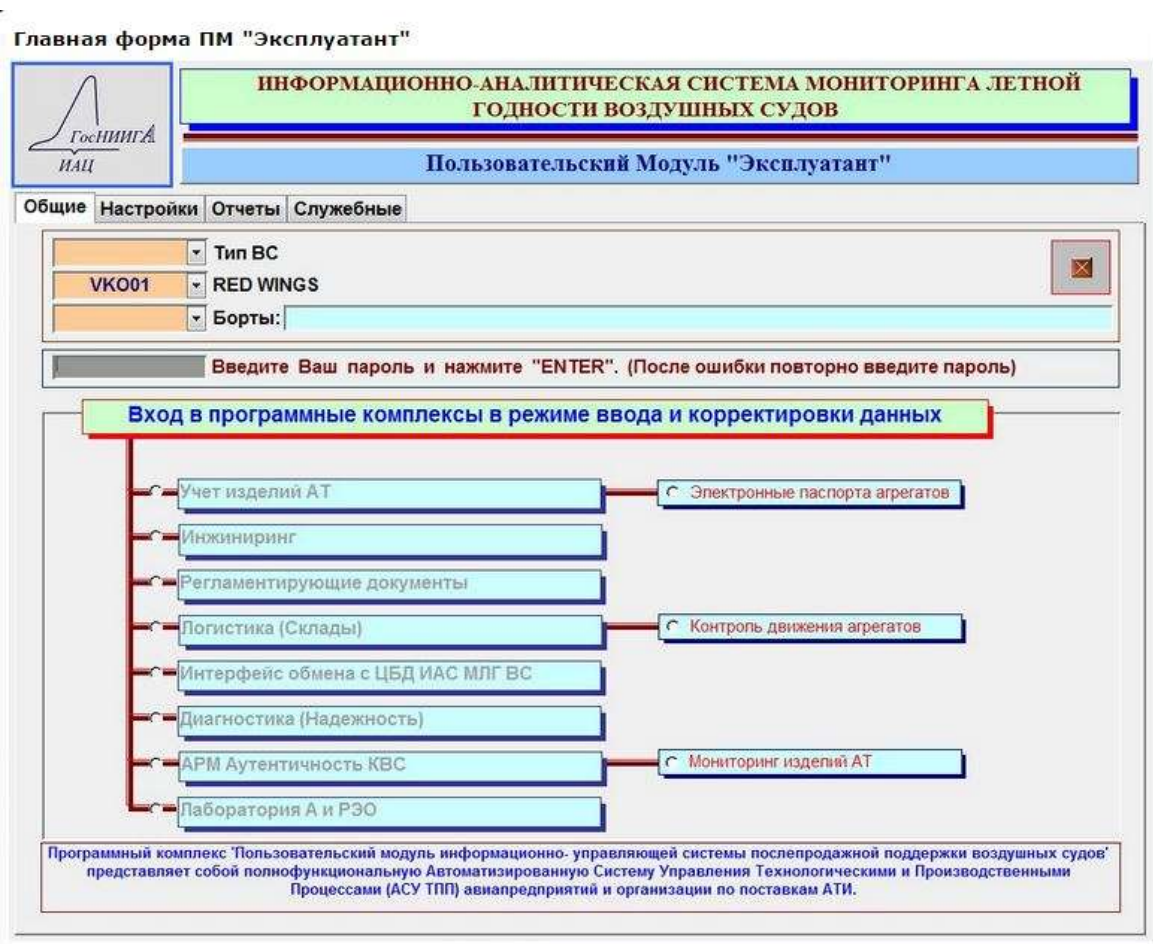 Главная форма ПМ "Эксплуатант"
ИНФОРМАЦИОННО-АНАЛИТИЧЕСКАЯ СИСТЕМА МОНИТОРИНГА ЛЕТНОЙ
ГОДНОСТИ ВОЗДУШНЫХ СУДОВ
ГосНИИГА
ИАЦ
Пользовательский Модуль "Эксплуатант"
Общие Настройки Отчеты Служебные
Тип ВС
VKO01 RED WINGS
Борты:
Введите Ваш пароль и нажмите "ENTER". (После ошибки повторно введите пароль)
Вход в программные комплексы в режиме ввода и корректировки данных
Учет изделий АТ Электронные паспорта агрегатов
Инжиниринг
Регламентирующие документы
Логистика (Склады) Контроль движения агрегатов
Интерфейс обмена с ЦБД ИАС МЛГ ВС
Диагностика (Надежность)
АРМ Аутентичность КВС Мониторинг изделий АТ
Лаборатория А и РЭО
Программный комплекс 'Пользовательский модуль информационно- управляющей системы послепродажной поддержки воздушных судов'
представляет собой полнофункциональную Автоматизированную Систему Управления Технологическими и Производственными
Процессами (АСУ ТПП) авиапредприятий и организации по поставкам АТИ.